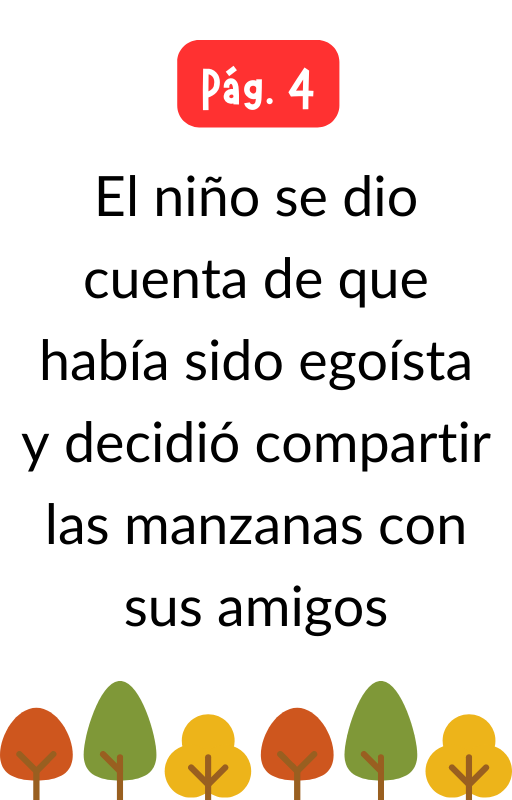 Pág. 4
El niño se dio
cuenta de que
había sido egoísta
y decidió compartir
las manzanas con
sus amigos